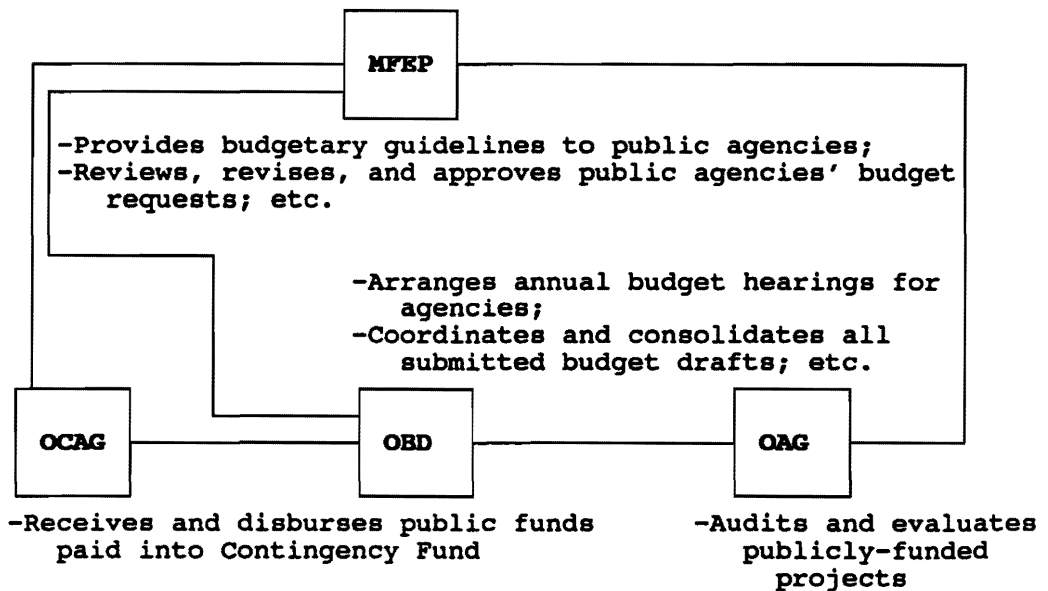 MFEP
-Provides budgetary guidelines to public agencies;
-Reviews, revises, and approves public agencies' budget
requests; etc.
-Arranges annual budget hearings for
agencies;
-Coordinates and consolidates all
submitted budget drafts; etc.
OCAG
OBD
OAG
-Receives and disburses public funds
paid into Contingency Fund
-Audits and evaluates
publicly-funded
projects